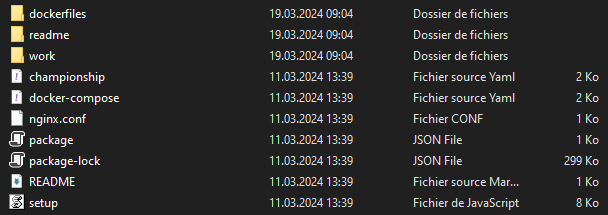 dockerfiles 19.03.2024 09:04 Dossier de fichiers
readme 19.03.2024 09:04 Dossier de fichiers
work 19.03.2024 09:04 Dossier de fichiers
championship 11.03.2024 13:39 Fichier source Yaml 2 Ko
docker-compose 11.03.2024 13:39 Fichier source Yaml 2 Ko
nginx.conf 11.03.2024 13:39 Fichier CONF 1 Ko
package 11.03.2024 13:39 JSON File 1 Ko
package-lock 11.03.2024 13:39 JSON File 299 Ko
README 11.03.2024 13:39 Fichier source Mar... 1 Ko
setup 11.03.2024 13:39 Fichier de JavaScript 8 Ko